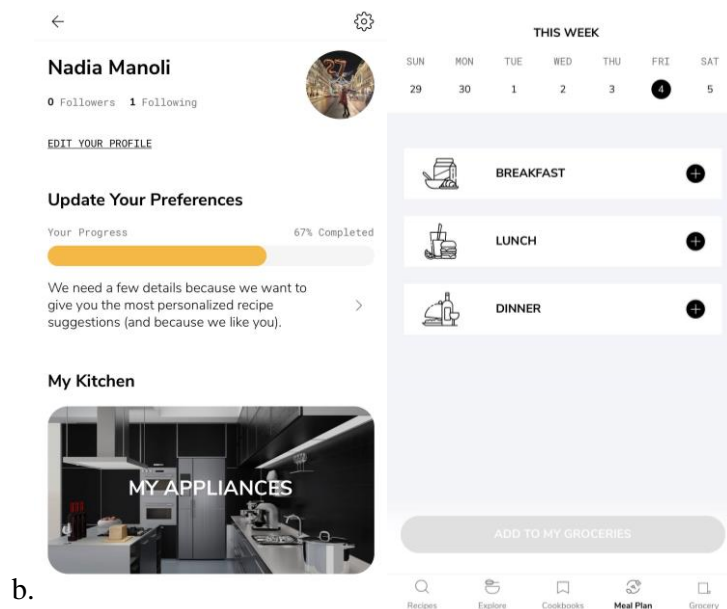 Nadia Manoli
0 Followers 1 Following
EDIT YOUR PROFILE
Update Your Preferences
Your Progress 67% Completed
We need a few details because we want to
give you the most personalized recipe
suggestions (and because we like you).
My Kitchen
MY APPLIANCES
THIS WEEK
SUN MON TUE WED THU FRI SAT
29 30 1 2 3 4 5
BREAKFAST
LUNCH
DINNER
ADD TO MY GROCERIES
Recipes Explore Cookbooks Meal Plan Grocery
b.